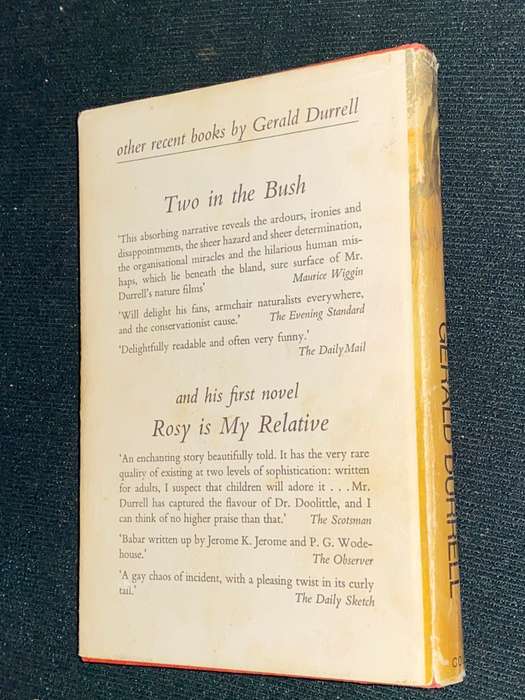 other recent books by Gerald Durrell
Two in the Bush
'This absorbing narrative reveals the ardours, ironies and
disappointments, the sheer hazard and sheer determination,
the organisational miracles and the hilarious human mis-
haps, which lie beneath the bland, sure surface of Mr.
Durrell's nature films'
Maurice Wiggin
'Will delight his fans, armchair naturalists everywhere,
and the conservationist cause.'
The Evening Standard
'Delightfully readable and often very funny.'
The Daily Mail
and his first novel
Rosy is My Relative
'An enchanting story beautifully told. It has the very rare
quality of existing at two levels of sophistication: written
for adults, I suspect that children will adore it . . . Mr.
Durrell has captured the flavour of Dr. Doolittle, and I
can think of no higher praise than that.'
The Scotsman
'Babar written up by Jerome K. Jerome and P. G. Wode-
house.'
The Observer
'A gay chaos of incident, with a pleasing twist in its curly
tail.'
The Daily Sketch
GERALD DURRELL
CO